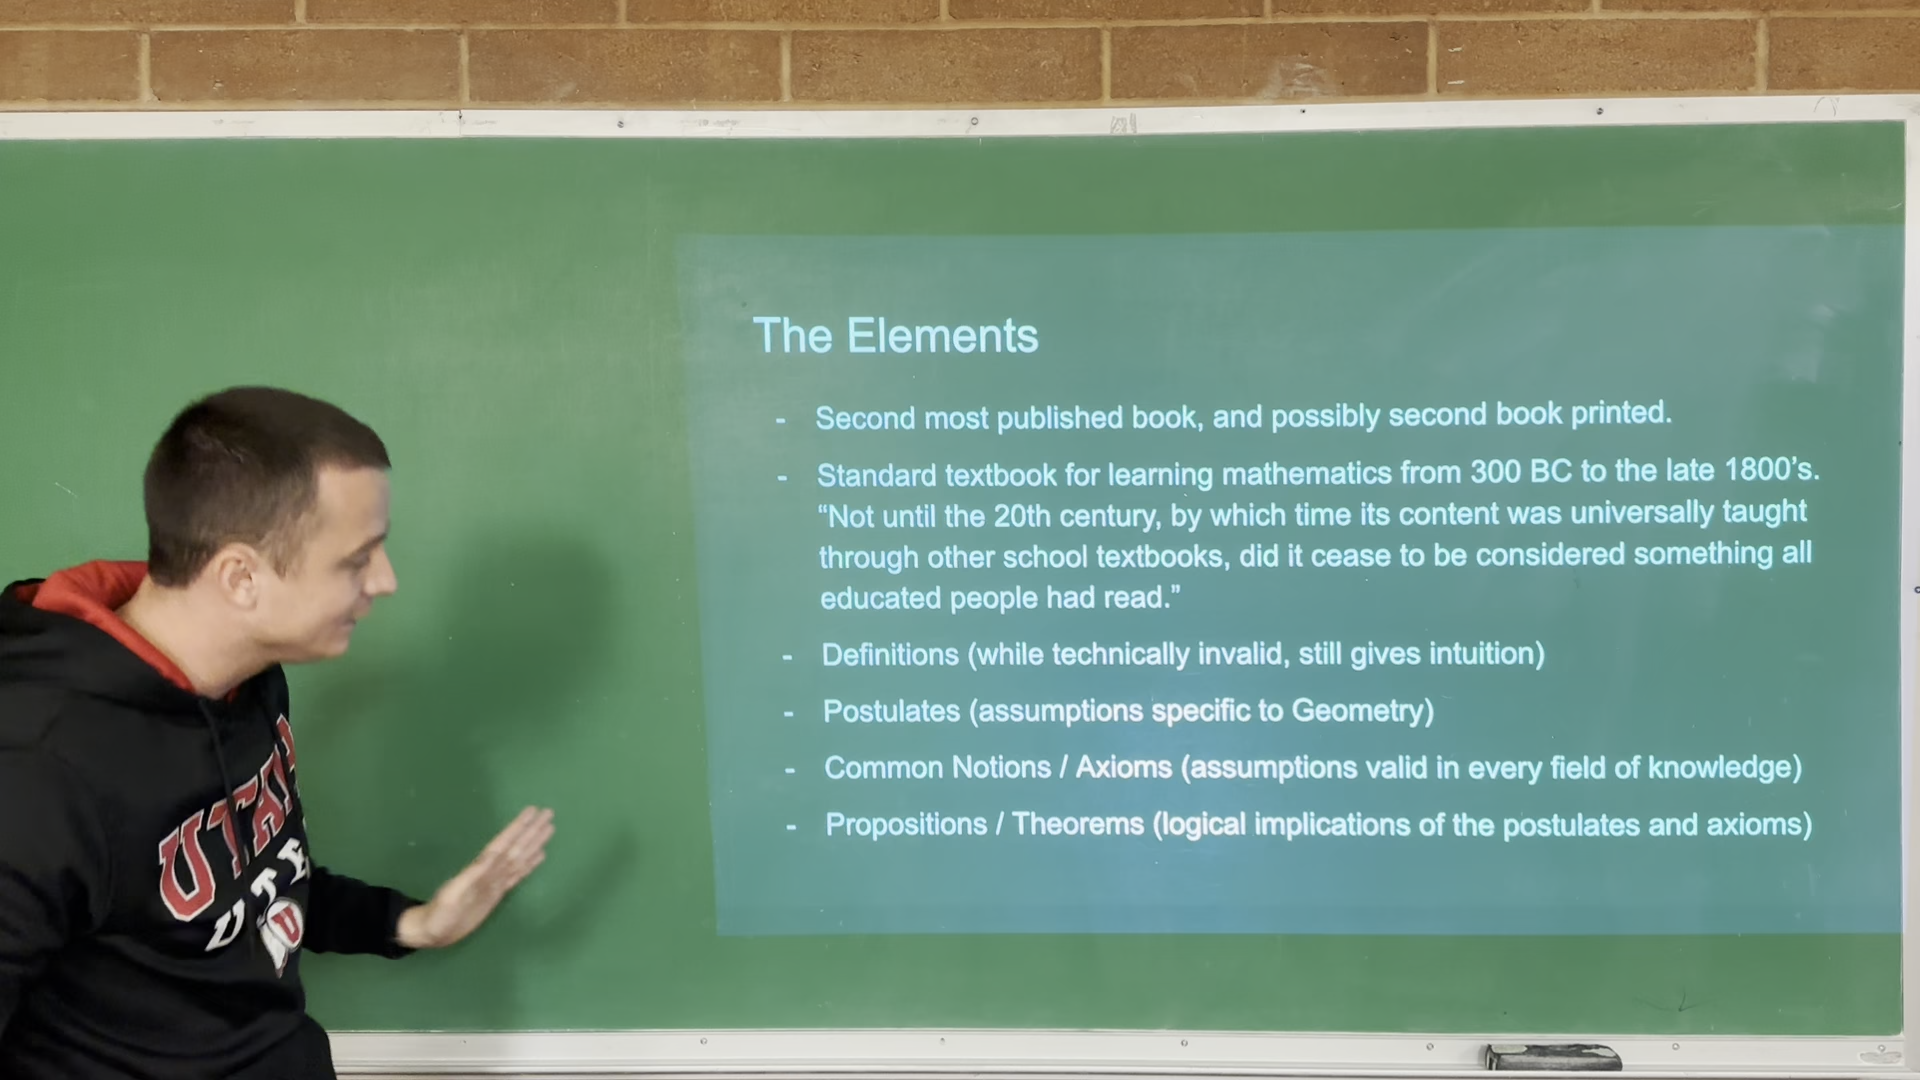 The Elements
- Second most published book, and possibly second book printed.
- Standard textbook for learning mathematics from 300 BC to the late 1800's.
“Not until the 20th century, by which time its content was universally taught
through other school textbooks, did it cease to be considered something all
educated people had read.”
- Definitions (while technically invalid, still gives intuition)
- Postulates (assumptions specific to Geometry)
- Common Notions / Axioms (assumptions valid in every field of knowledge)
- Propositions / Theorems (logical implications of the postulates and axioms)
UTAH
UTE
U